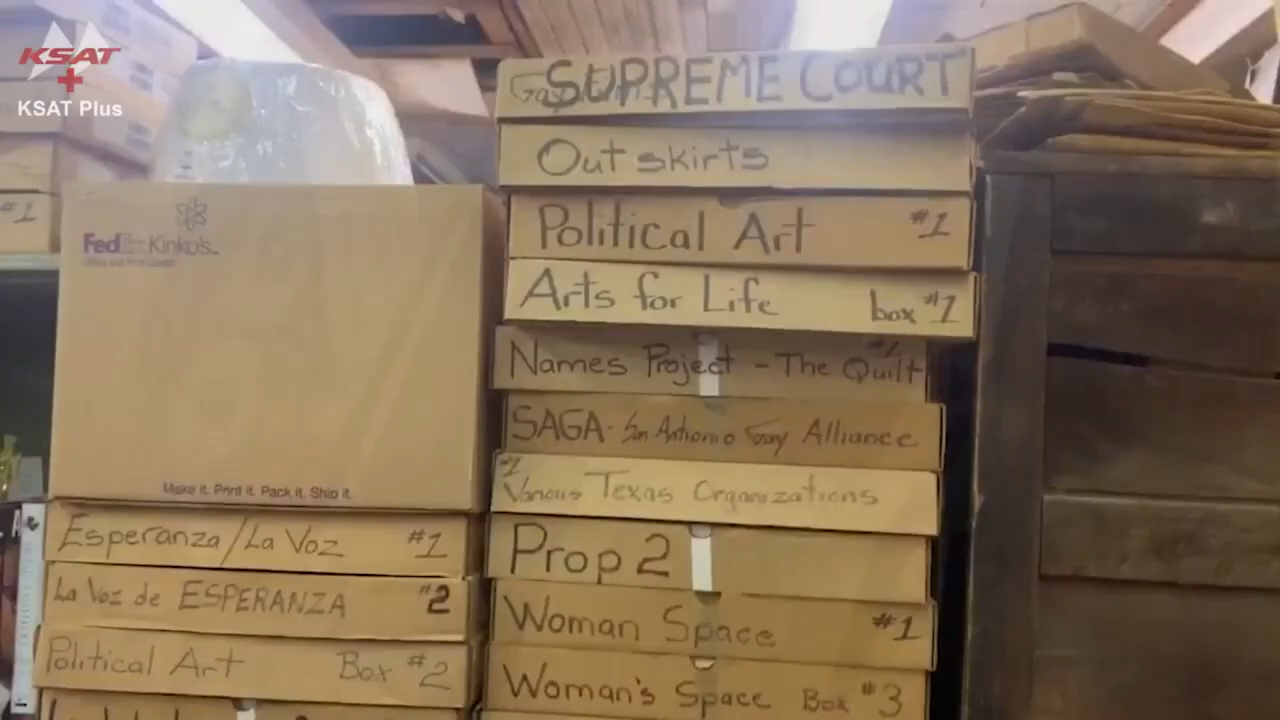 KSAT
KSAT Plus
#1
FedEx Kinko's
Make it. Print it. Pack it. Ship it.
Esperanza/La Voz #1
La Voz de ESPERANZA #2
Political Art Box #2
SUPREME COURT
Out skirts
Political Art #1
Arts for Life box #1
Names Project - The Quilt #1
SAGA - San Antonio Gay Alliance
#1
Various Texas Organizations
Prop 2
Woman Space #1
Woman's Space Box #3